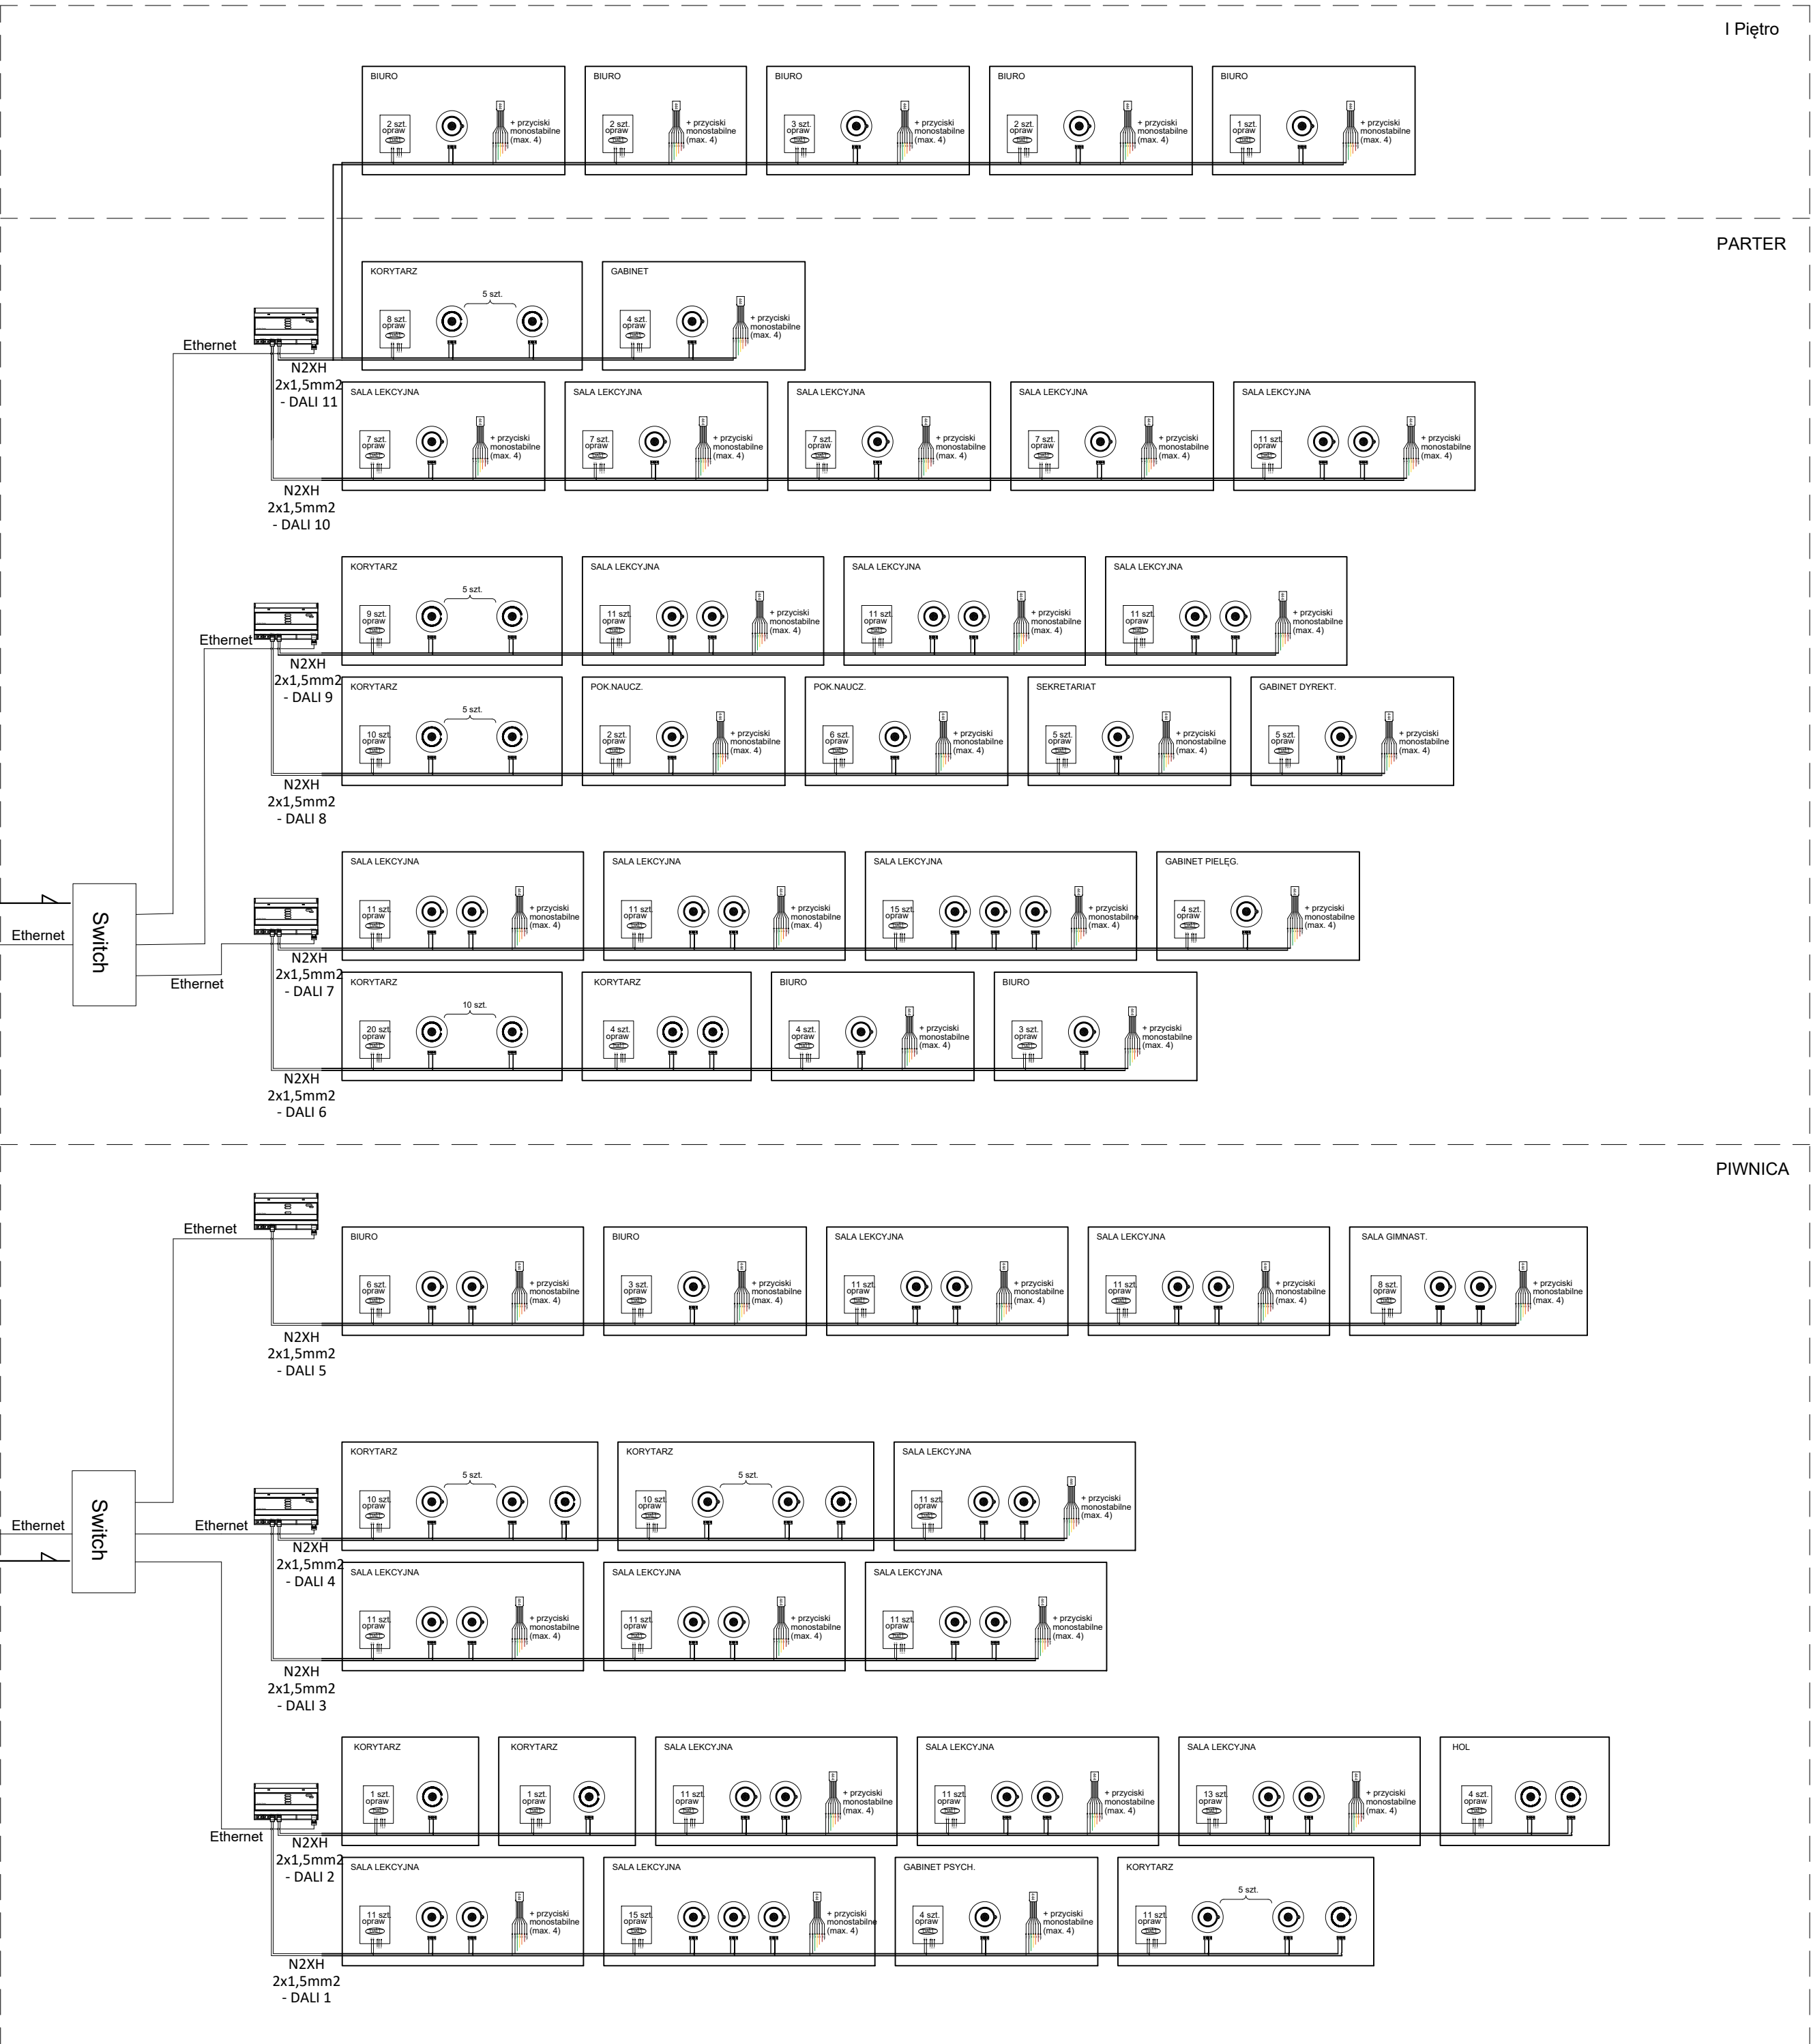 I Piętro
BIURO
2 szt.
opraw
+ przyciski
monostabilne
(max. 4)
BIURO
2 szt.
opraw
+ przyciski
monostabilne
(max. 4)
BIURO
3 szt.
opraw
+ przyciski
monostabilne
(max. 4)
BIURO
2 szt.
opraw
+ przyciski
monostabilne
(max. 4)
BIURO
1 szt.
opraw
+ przyciski
monostabilne
(max. 4)
PARTER
Ethernet
N2XH
2x1,5mm2
- DALI 11
KORYTARZ
8 szt.
opraw
5 szt.
GABINET
4 szt.
opraw
+ przyciski
monostabilne
(max. 4)
N2XH
2x1,5mm2
- DALI 10
SALA LEKCYJNA
7 szt.
opraw
+ przyciski
monostabilne
(max. 4)
SALA LEKCYJNA
7 szt.
opraw
+ przyciski
monostabilne
(max. 4)
SALA LEKCYJNA
7 szt.
opraw
+ przyciski
monostabilne
(max. 4)
SALA LEKCYJNA
7 szt.
opraw
+ przyciski
monostabilne
(max. 4)
SALA LEKCYJNA
11 szt.
opraw
+ przyciski
monostabilne
(max. 4)
Ethernet
N2XH
2x1,5mm2
- DALI 9
KORYTARZ
9 szt.
opraw
5 szt.
SALA LEKCYJNA
11 szt.
opraw
+ przyciski
monostabilne
(max. 4)
SALA LEKCYJNA
11 szt.
opraw
+ przyciski
monostabilne
(max. 4)
SALA LEKCYJNA
11 szt.
opraw
+ przyciski
monostabilne
(max. 4)
N2XH
2x1,5mm2
- DALI 8
KORYTARZ
10 szt.
opraw
5 szt.
POK.NAUCZ.
2 szt.
opraw
+ przyciski
monostabilne
(max. 4)
POK.NAUCZ.
6 szt.
opraw
+ przyciski
monostabilne
(max. 4)
SEKRETARIAT
5 szt.
opraw
+ przyciski
monostabilne
(max. 4)
GABINET DYREKT.
5 szt.
opraw
+ przyciski
monostabilne
(max. 4)
Switch
Ethernet
Ethernet
N2XH
2x1,5mm2
- DALI 7
SALA LEKCYJNA
11 szt.
opraw
+ przyciski
monostabilne
(max. 4)
SALA LEKCYJNA
11 szt.
opraw
+ przyciski
monostabilne
(max. 4)
SALA LEKCYJNA
15 szt.
opraw
+ przyciski
monostabilne
(max. 4)
GABINET PIELĘG.
4 szt.
opraw
+ przyciski
monostabilne
(max. 4)
N2XH
2x1,5mm2
- DALI 6
KORYTARZ
20 szt.
opraw
10 szt.
KORYTARZ
4 szt.
opraw
BIURO
4 szt.
opraw
+ przyciski
monostabilne
(max. 4)
BIURO
3 szt.
opraw
+ przyciski
monostabilne
(max. 4)
PIWNICA
Ethernet
N2XH
2x1,5mm2
- DALI 5
BIURO
6 szt.
opraw
+ przyciski
monostabilne
(max. 4)
BIURO
3 szt.
opraw
+ przyciski
monostabilne
(max. 4)
SALA LEKCYJNA
11 szt.
opraw
+ przyciski
monostabilne
(max. 4)
SALA LEKCYJNA
11 szt.
opraw
+ przyciski
monostabilne
(max. 4)
SALA GIMNAST.
8 szt.
opraw
+ przyciski
monostabilne
(max. 4)
Switch
Ethernet
Ethernet
N2XH
2x1,5mm2
- DALI 4
KORYTARZ
10 szt.
opraw
5 szt.
KORYTARZ
10 szt.
opraw
5 szt.
SALA LEKCYJNA
11 szt.
opraw
+ przyciski
monostabilne
(max. 4)
N2XH
2x1,5mm2
- DALI 3
SALA LEKCYJNA
11 szt.
opraw
+ przyciski
monostabilne
(max. 4)
SALA LEKCYJNA
11 szt.
opraw
+ przyciski
monostabilne
(max. 4)
SALA LEKCYJNA
11 szt.
opraw
+ przyciski
monostabilne
(max. 4)
Ethernet
N2XH
2x1,5mm2
- DALI 2
KORYTARZ
1 szt.
opraw
KORYTARZ
1 szt.
opraw
SALA LEKCYJNA
11 szt.
opraw
+ przyciski
monostabilne
(max. 4)
SALA LEKCYJNA
11 szt.
opraw
+ przyciski
monostabilne
(max. 4)
SALA LEKCYJNA
13 szt.
opraw
+ przyciski
monostabilne
(max. 4)
HOL
4 szt.
opraw
N2XH
2x1,5mm2
- DALI 1
SALA LEKCYJNA
11 szt.
opraw
+ przyciski
monostabilne
(max. 4)
SALA LEKCYJNA
15 szt.
opraw
+ przyciski
monostabilne
(max. 4)
GABINET PSYCH.
4 szt.
opraw
+ przyciski
monostabilne
(max. 4)
KORYTARZ
11 szt.
opraw
5 szt.